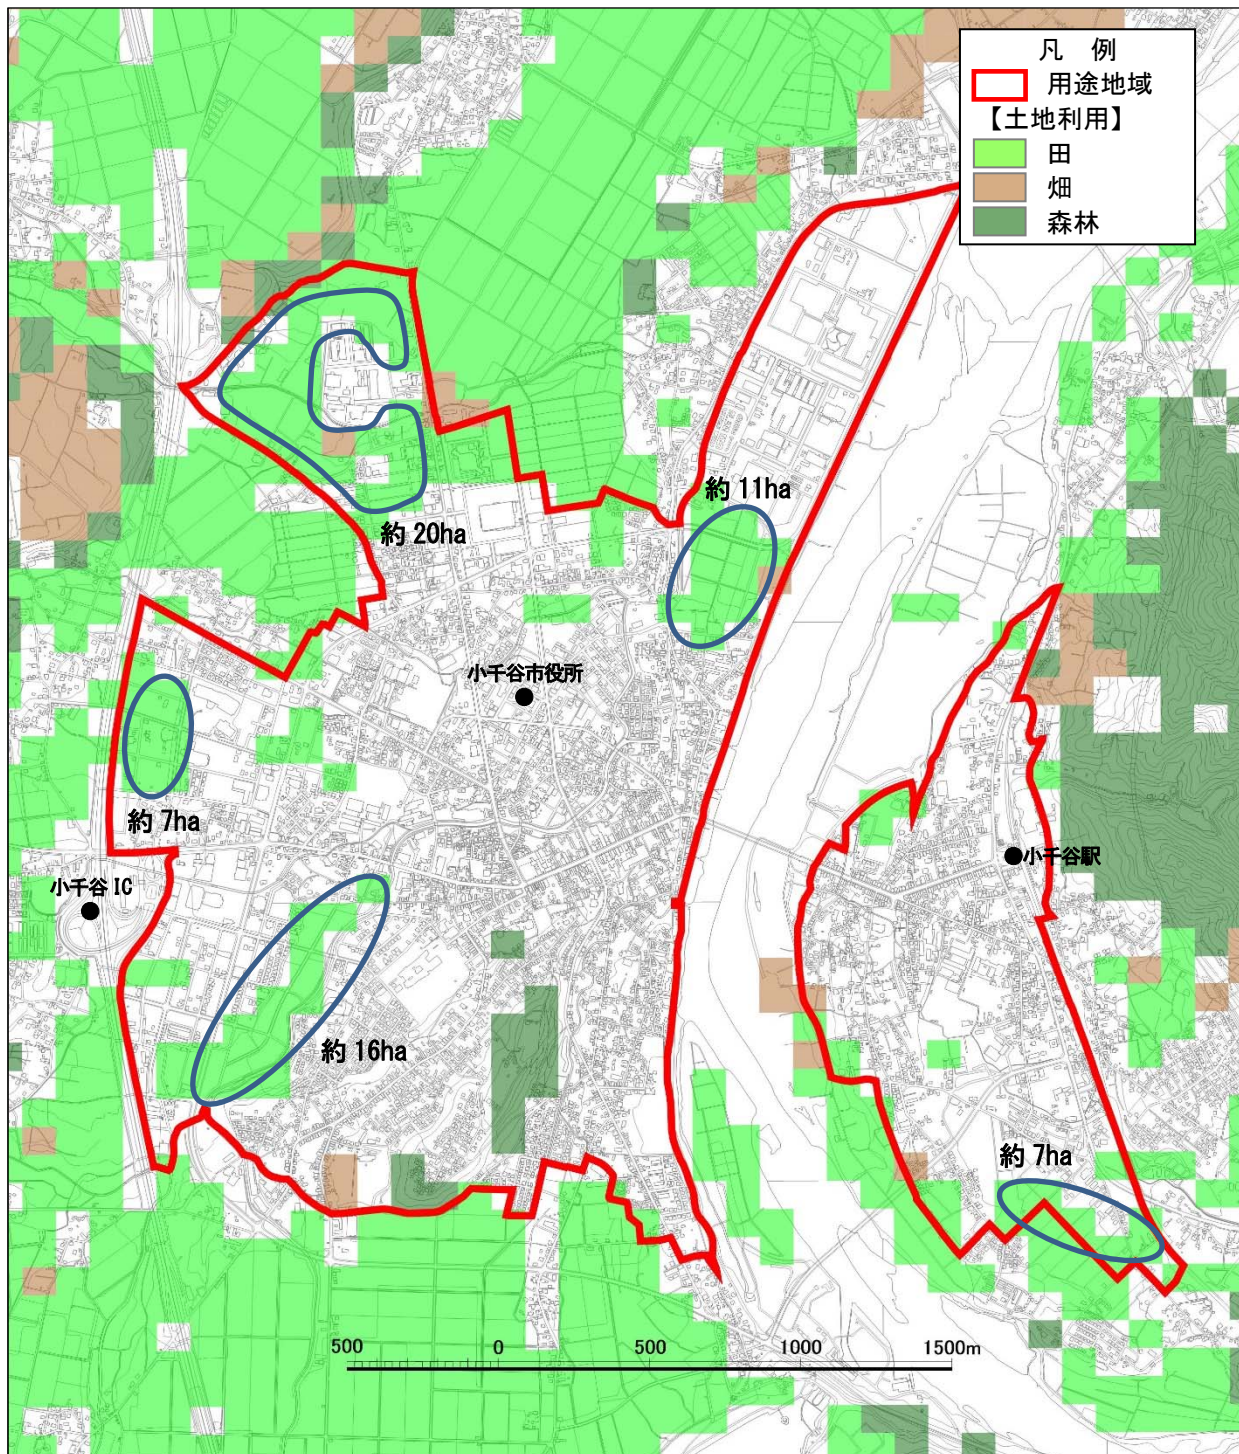 凡 例
用途地域
【土地利用】
田
畑
森林
約 11ha
約 20ha
小千谷市役所
約 7ha
小千谷駅
小千谷 IC
約 16ha
約 7ha
500 0 500 1000 1500m